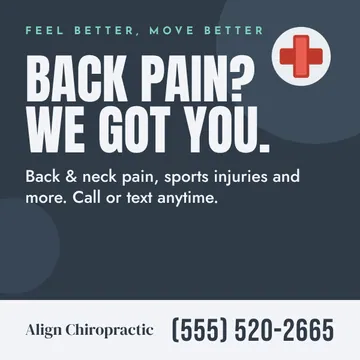 FEEL BETTER, MOVE BETTER
BACK PAIN?
WE GOT YOU.
Back & neck pain, sports injuries and
more. Call or text anytime.
Align Chiropractic (555) 520-2665